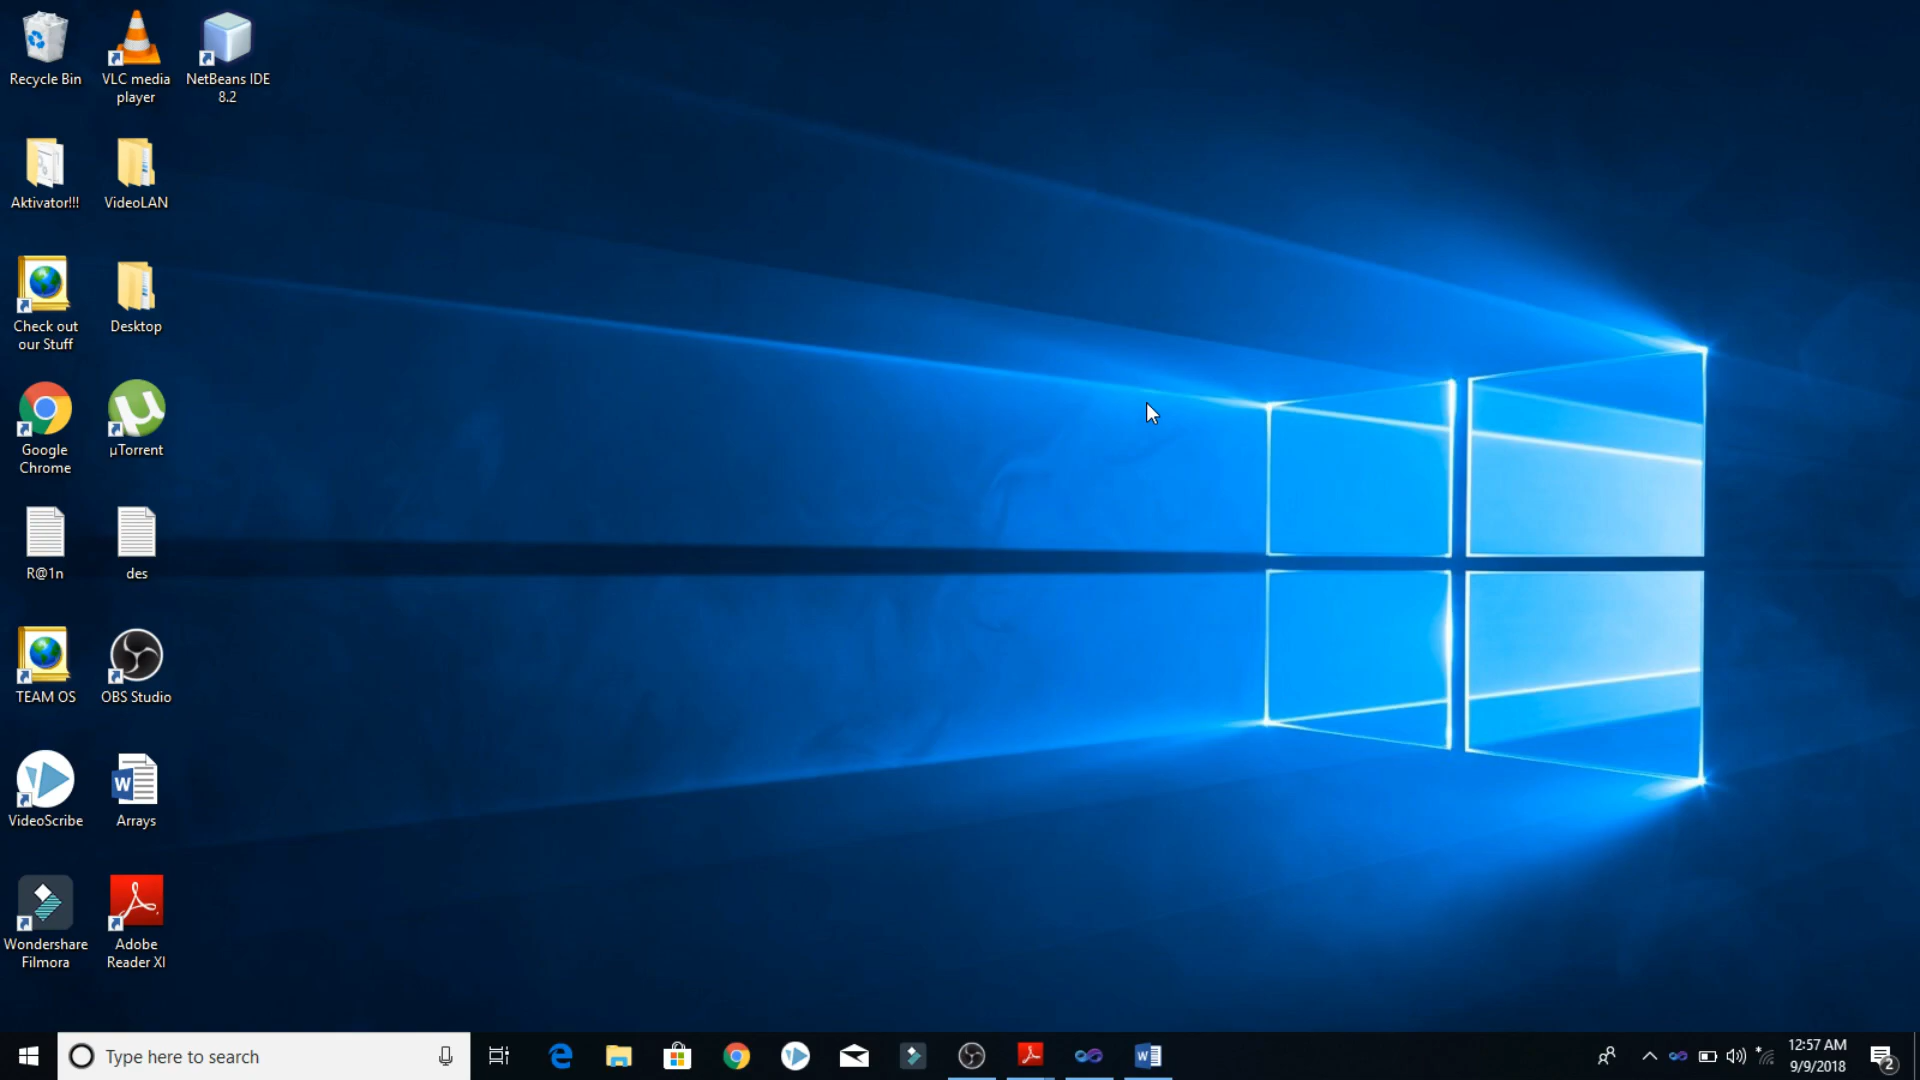 Recycle Bin
VLC media
player
NetBeans IDE
8.2
Aktivator!!!
VideoLAN
Check out
our Stuff
Desktop
Google
Chrome
µTorrent
R@1n
des
TEAM OS
OBS Studio
VideoScribe
W
Arrays
Wondershare
Filmora
Adobe
Reader XI
Type here to search
W
12:57 AM
9/9/2018
2